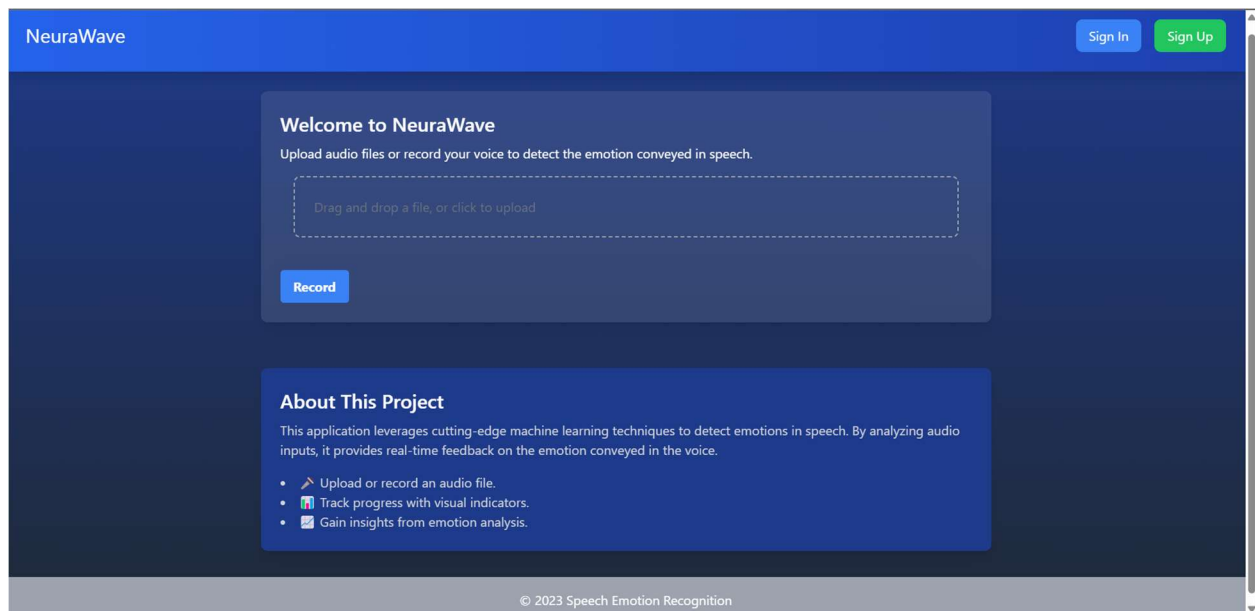 NeuraWave
Sign In
Sign Up
Welcome to NeuraWave
Upload audio files or record your voice to detect the emotion conveyed in speech.
Drag and drop a file, or click to upload
Record
About This Project
This application leverages cutting-edge machine learning techniques to detect emotions in speech. By analyzing audio
inputs, it provides real-time feedback on the emotion conveyed in the voice.
• 🎤 Upload or record an audio file.
• 📊 Track progress with visual indicators.
• 📈 Gain insights from emotion analysis.
© 2023 Speech Emotion Recognition